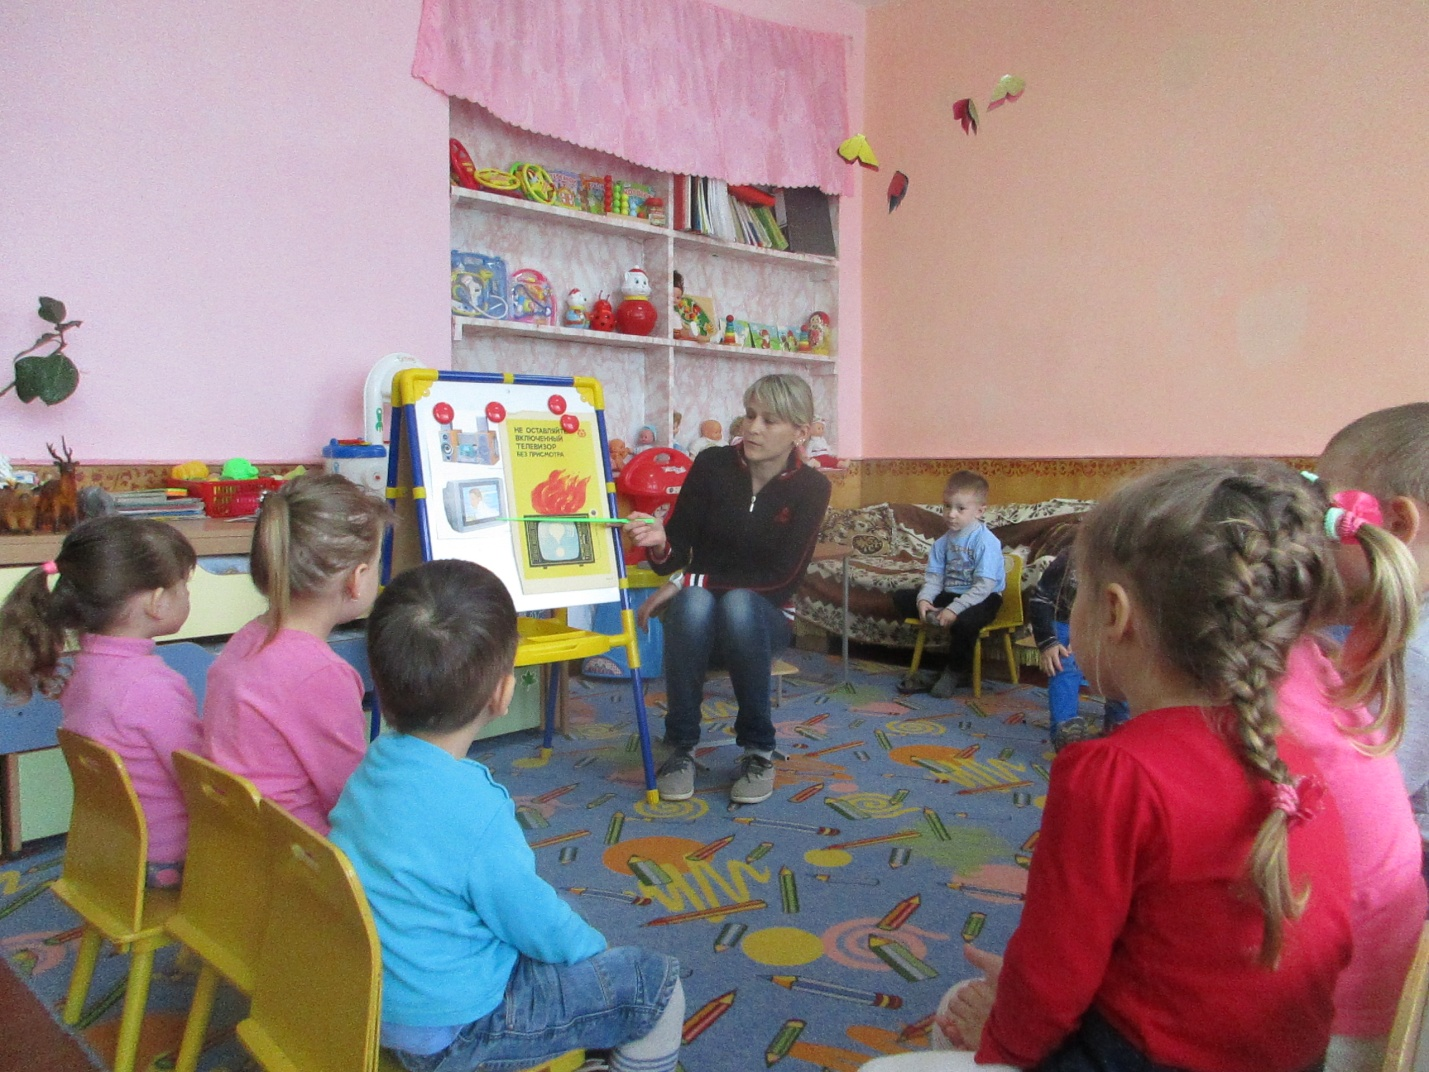 НЕ ОСТАВЛЯЙТЕ
ВКЛЮЧЕННЫЙ
ТЕЛЕВИЗОР
БЕЗ ПРИСМОТРА